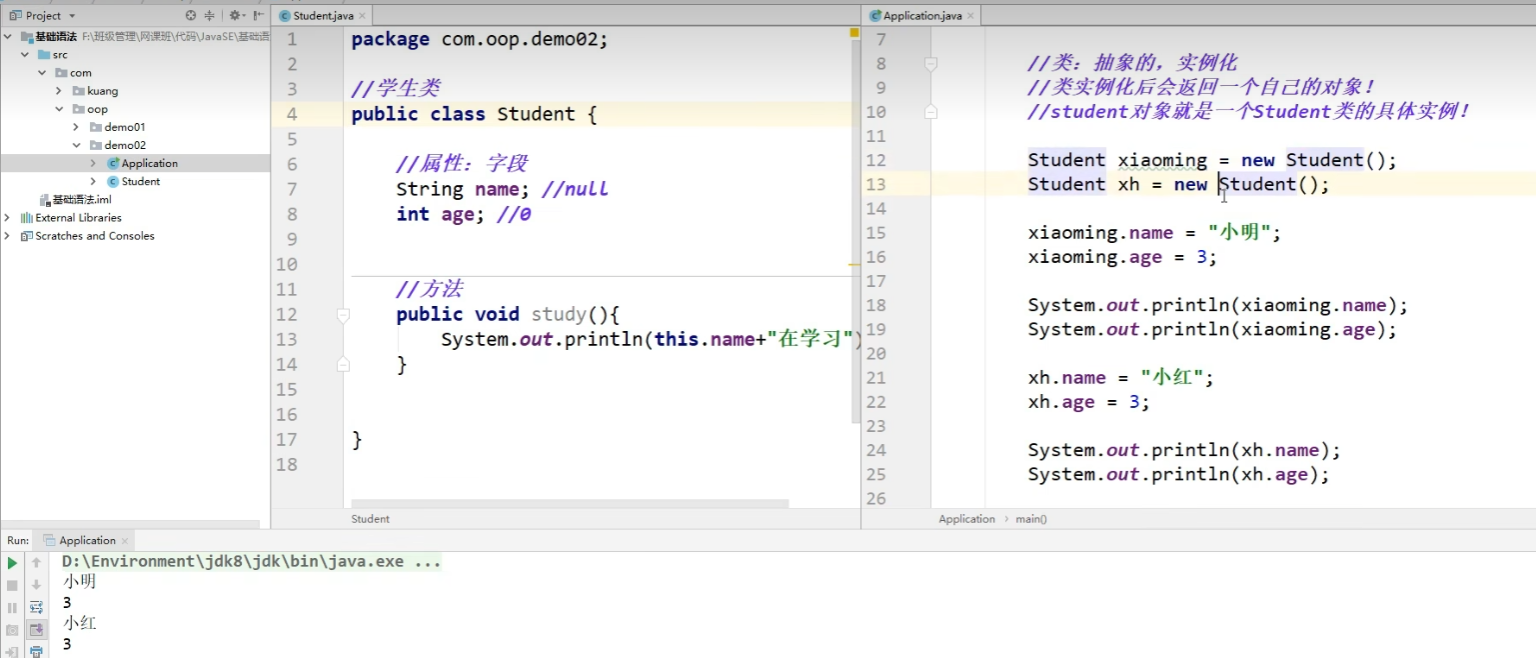 Project
基础语法 F:\班级管理\网课班\代码\JavaSE\基础语
src
com
kuang
oop
demo01
demo02
Application
Student
基础语法.iml
External Libraries
Scratches and Consoles
Student.java
1 package com.oop.demo02;
2
3 //学生类
4 public class Student {
5
6 //属性：字段
7 String name; //null
8 int age; //0
9
10
11 //方法
12 public void study(){
13 System.out.println(this.name+"在学习")
14 }
15
16
17 }
18
Student
Application.java
7
8 //类：抽象的，实例化
9 //类实例化后会返回一个自己的对象！
10 //student对象就是一个Student类的具体实例！
11
12 Student xiaoming = new Student();
13 Student xh = new Student();
14
15 xiaoming.name = "小明";
16 xiaoming.age = 3;
17
18 System.out.println(xiaoming.name);
19 System.out.println(xiaoming.age);
20
21 xh.name = "小红";
22 xh.age = 3;
23
24 System.out.println(xh.name);
25 System.out.println(xh.age);
26
Application › main()
Run: Application
D:\Environment\jdk8\jdk\bin\java.exe ...
小明
3
小红
3